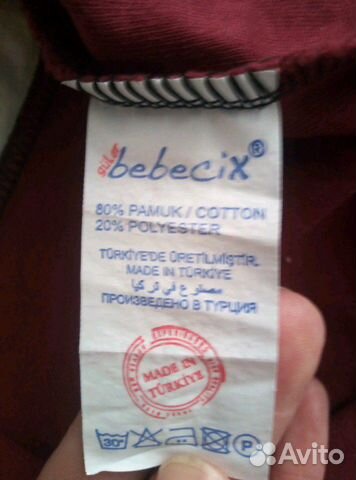 güler
bebecix®
80% PAMUK / COTTON
20% POLYESTER
TÜRKİYE'DE ÜRETİLMİŞTİR.
MADE IN TÜRKİYE
مصنوع في تركيا
ПРОИЗВЕДЕНО В ТУРЦИЯ
MADE IN
TÜRKİYE
30°
P
Avito